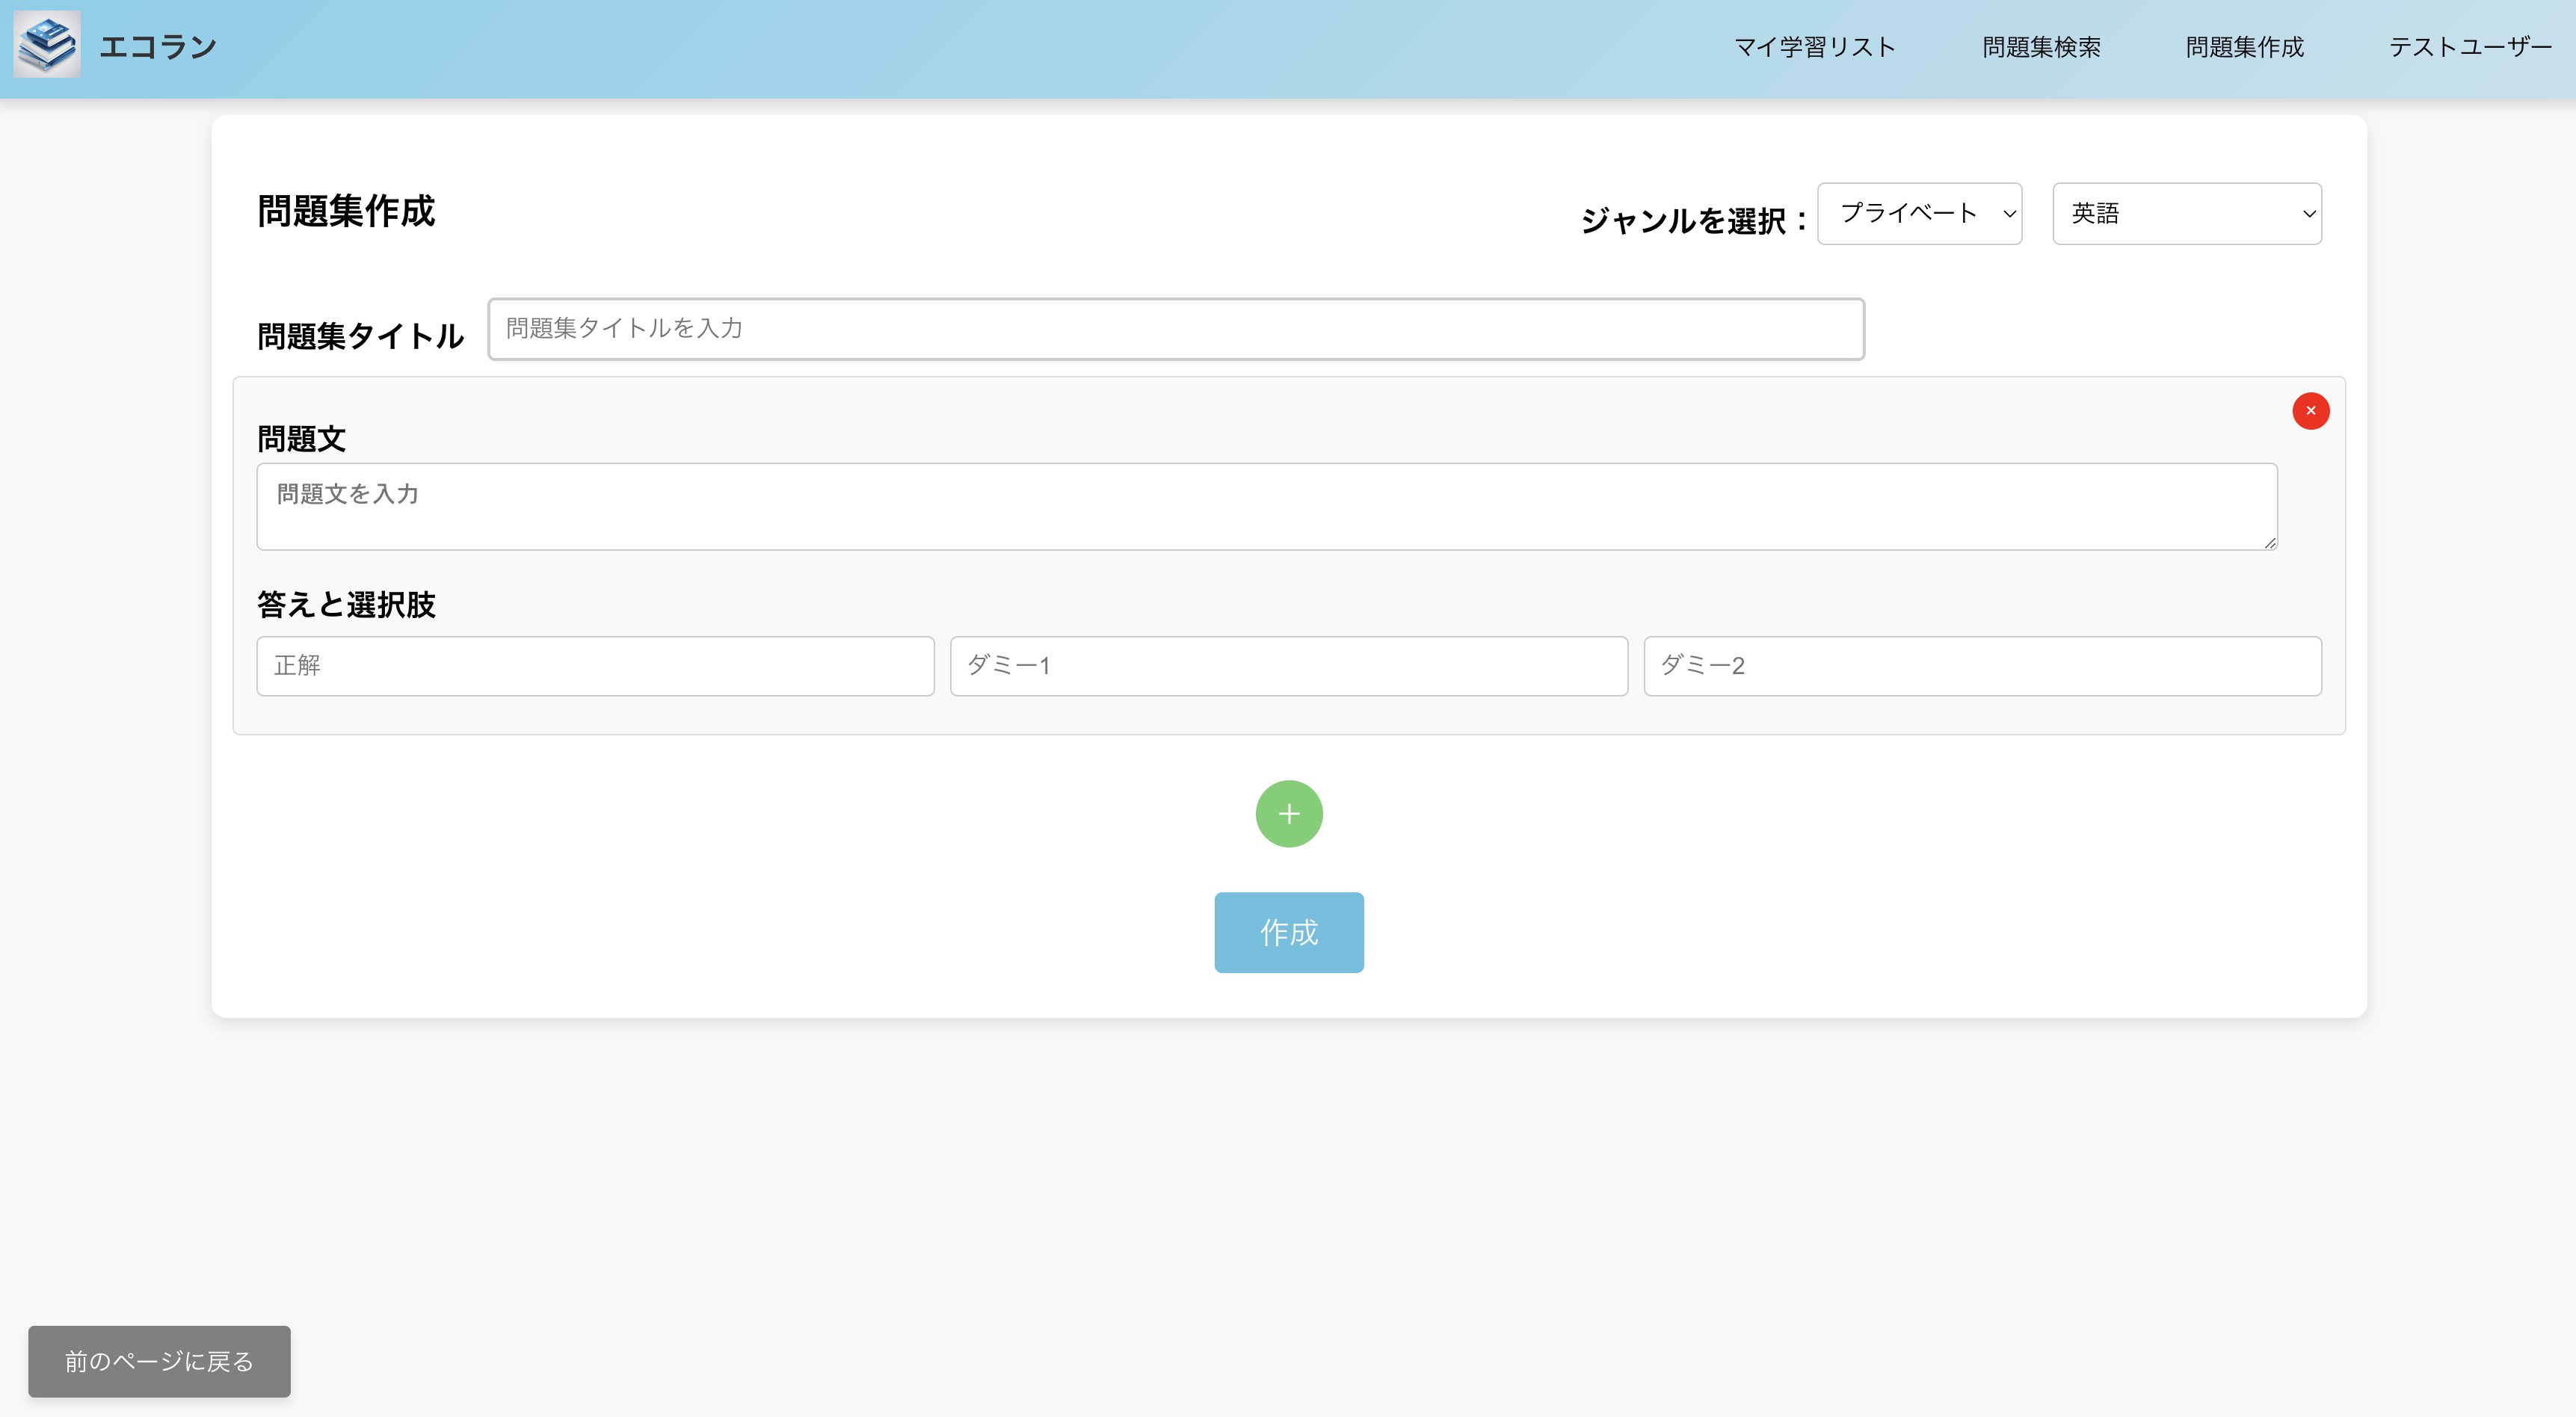 エコラン
マイ学習リスト 問題集検索 問題集作成 テストユーザー
問題集作成
ジャンルを選択： プライベート 英語
問題集タイトル 問題集タイトルを入力
×
問題文
問題文を入力
答えと選択肢
正解 ダミー1 ダミー2
+
作成
前のページに戻る